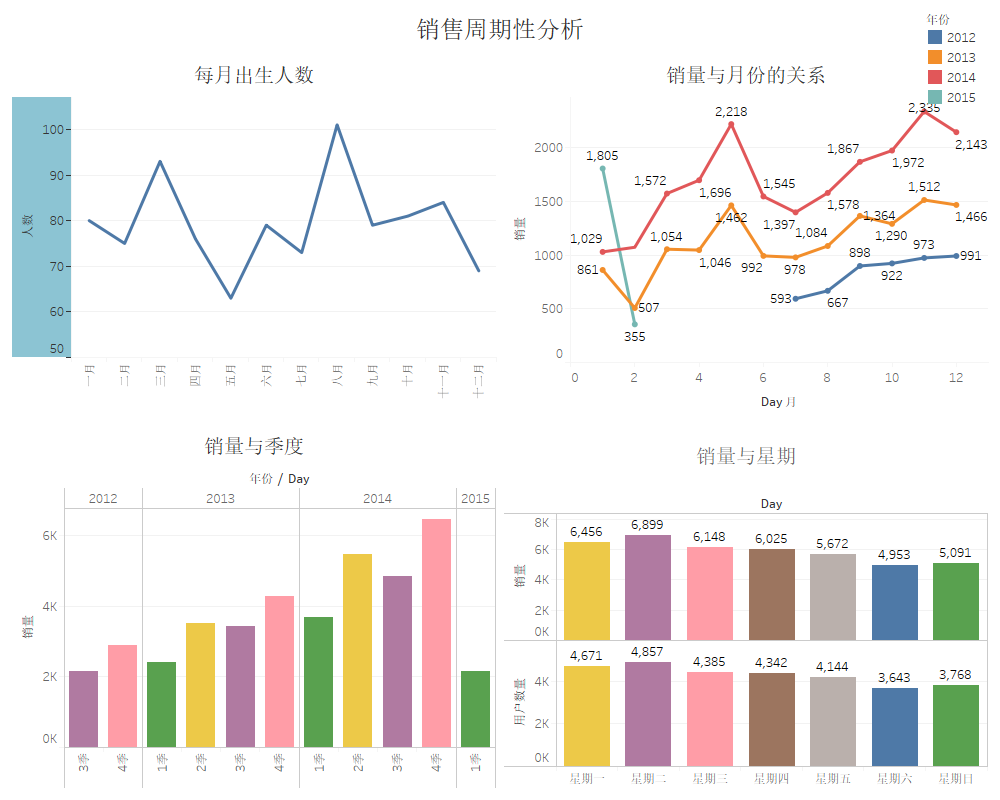 销售周期性分析
年份
2012
2013
2014
2015
每月出生人数
人数
100
90
80
70
60
50
一月
二月
三月
四月
五月
六月
七月
八月
九月
十月
十一月
十二月
销量与月份的关系
销量
2000
1500
1000
500
0
1,805
355
1,029
1,572
1,696
2,218
1,545
1,397
1,578
1,867
1,972
2,335
2,143
861
507
1,054
1,046
1,462
992
978
1,084
1,364
1,290
1,512
1,466
593
667
898
922
973
991
0 2 4 6 8 10 12
Day 月
销量与季度
年份 / Day
2012 2013 2014 2015
销量
6K
4K
2K
0K
3季
4季
1季
2季
3季
4季
1季
2季
3季
4季
1季
销量与星期
Day
销量
8K
6K
4K
2K
0K
6,456 6,899 6,148 6,025 5,672 4,953 5,091
用户数量
4K
2K
0K
4,671 4,857 4,385 4,342 4,144 3,643 3,768
星期一 星期二 星期三 星期四 星期五 星期六 星期日